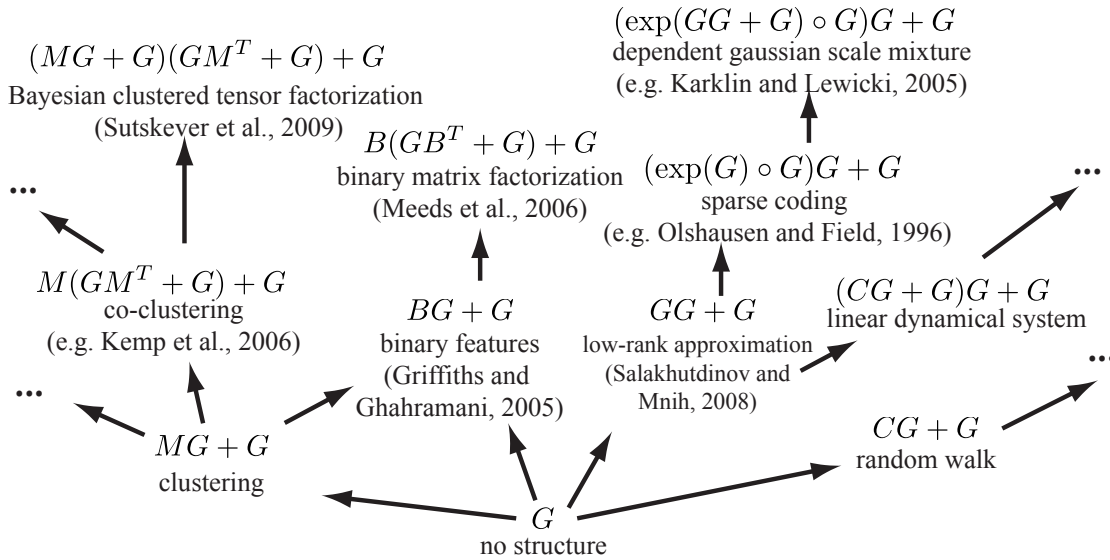 (exp(GG + G) ∘ G)G + G
dependent gaussian scale mixture
(e.g. Karklin and Lewicki, 2005)
(MG + G)(GM^T + G) + G
Bayesian clustered tensor factorization
(Sutskever et al., 2009)
B(GB^T + G) + G
binary matrix factorization
(Meeds et al., 2006)
(exp(G) ∘ G)G + G
sparse coding
(e.g. Olshausen and Field, 1996)
...
...
M(GM^T + G) + G
co-clustering
(e.g. Kemp et al., 2006)
BG + G
binary features
(Griffiths and
Ghahramani, 2005)
GG + G
low-rank approximation
(Salakhutdinov and
Mnih, 2008)
(CG + G)G + G
linear dynamical system
...
...
MG + G
clustering
CG + G
random walk
G
no structure